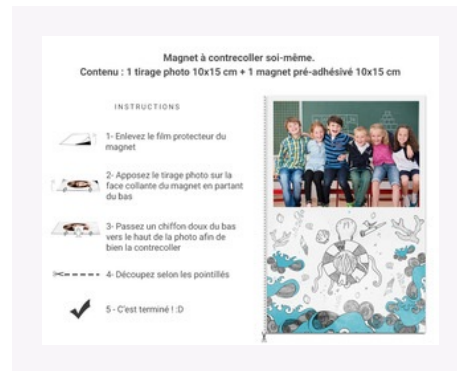 Magnet à contrecoller soi-même.
Contenu : 1 tirage photo 10x15 cm + 1 magnet pré-adhésivé 10x15 cm
INSTRUCTIONS
1- Enlevez le film protecteur du
magnet
2- Apposez le tirage photo sur la
face collante du magnet en partant
du bas
3- Passez un chiffon doux du bas
vers le haut de la photo afin de
bien la contrecoller
4- Découpez selon les pointillés
5 - C'est terminé ! :D